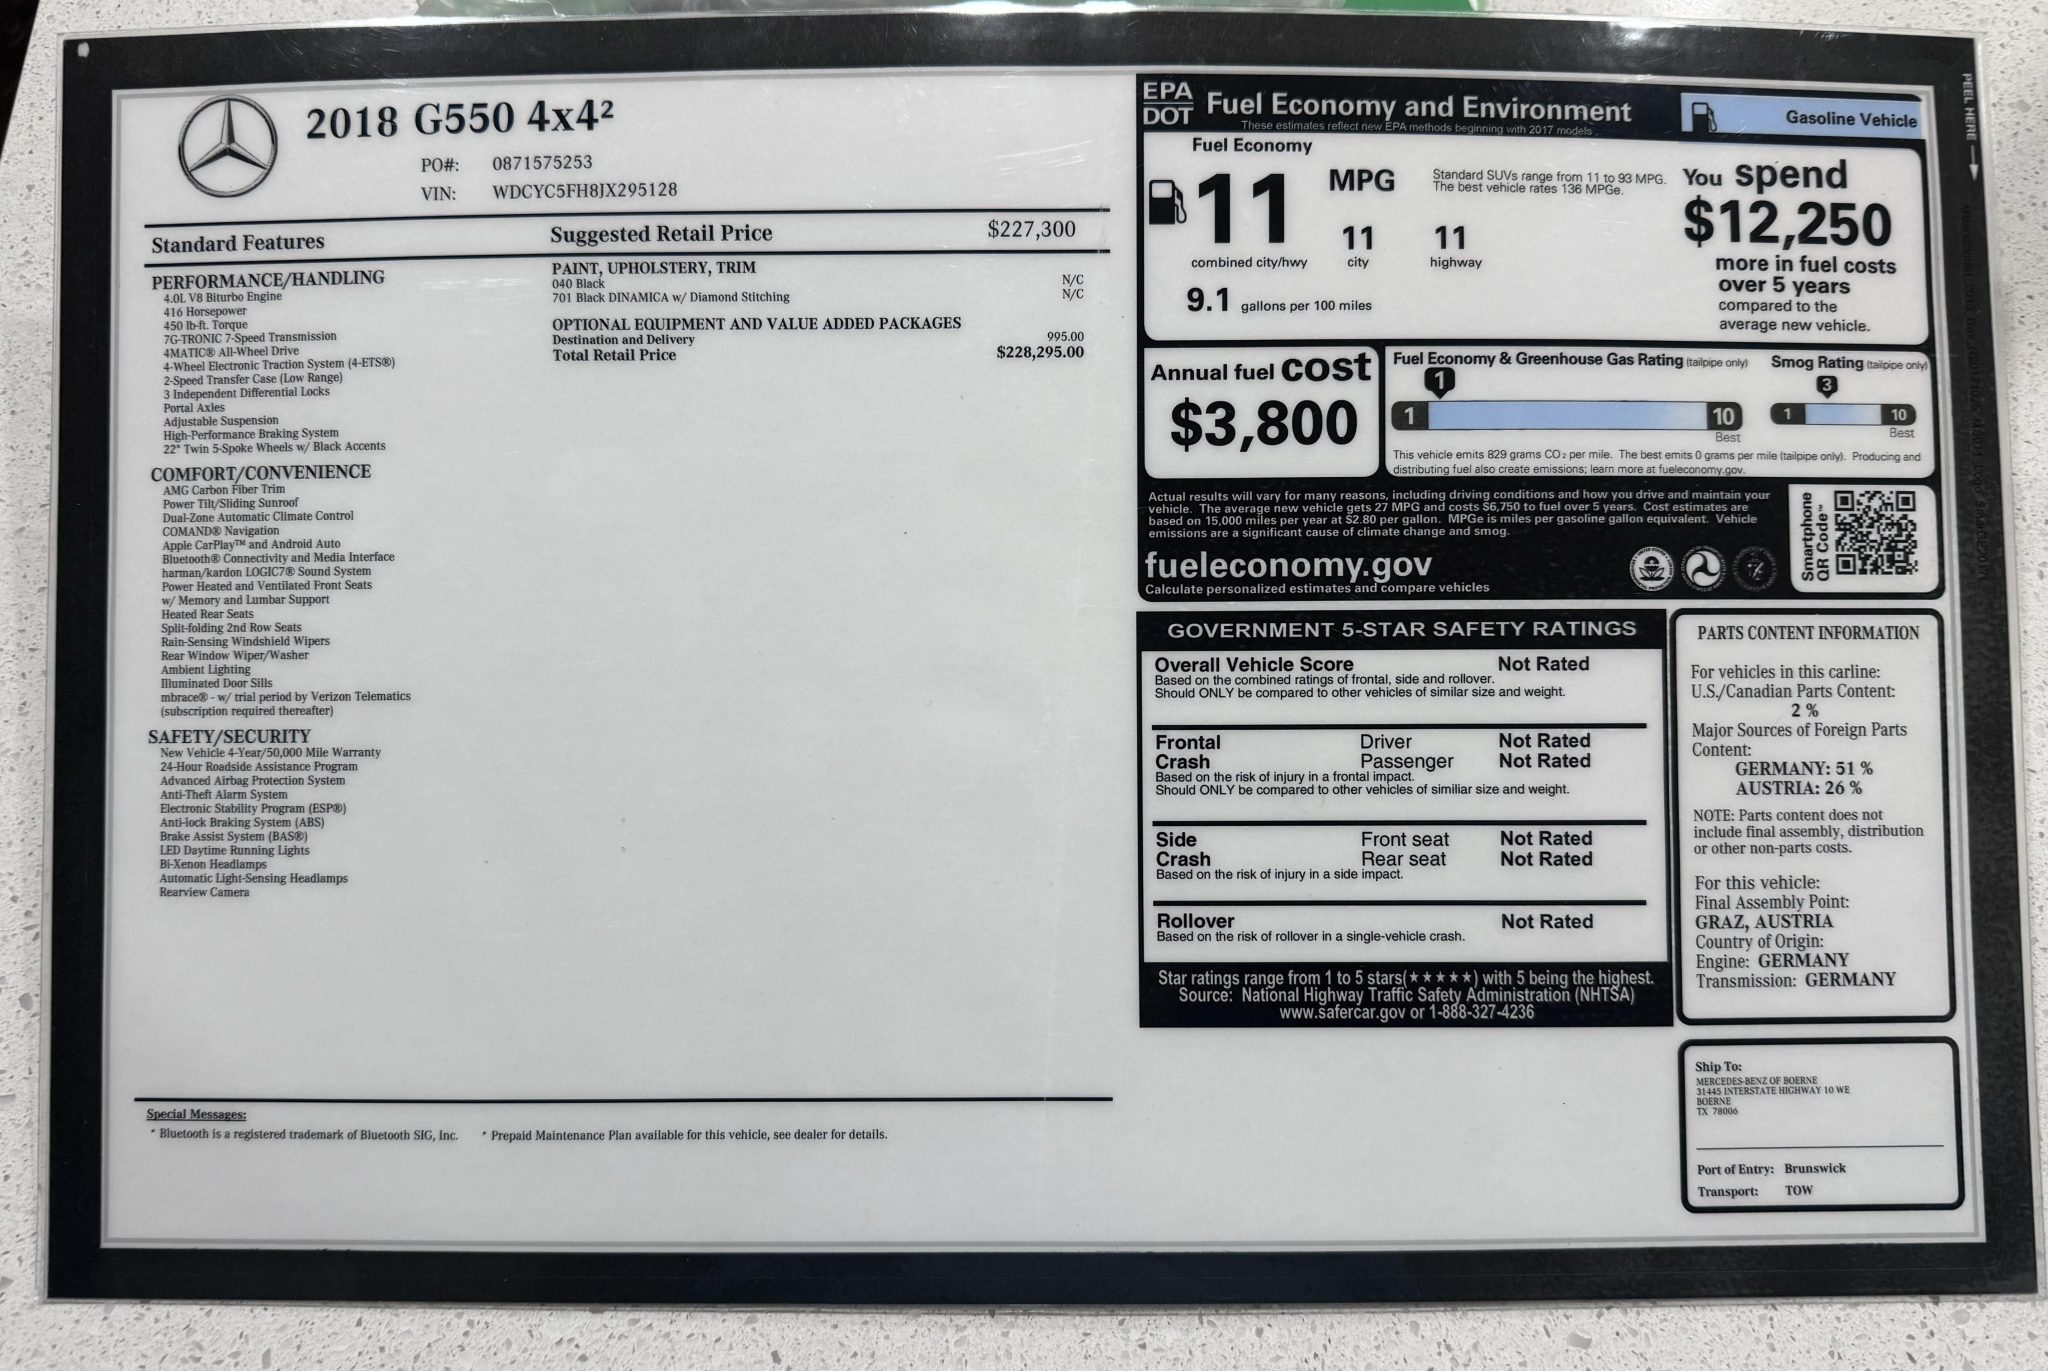 2018 G550 4x4²
PO#: 0871575253
VIN: WDCYC5FH8JX295128
Standard Features
PERFORMANCE/HANDLING
4.0L V8 Biturbo Engine
416 Horsepower
450 lb-ft. Torque
7G-TRONIC 7-Speed Transmission
4MATIC® All-Wheel Drive
4-Wheel Electronic Traction System (4-ETS®)
2-Speed Transfer Case (Low Range)
3 Independent Differential Locks
Portal Axles
Adjustable Suspension
High-Performance Braking System
22" Twin 5-Spoke Wheels w/ Black Accents
COMFORT/CONVENIENCE
AMG Carbon Fiber Trim
Power Tilt/Sliding Sunroof
Dual-Zone Automatic Climate Control
COMAND® Navigation
Apple CarPlay™ and Android Auto
Bluetooth® Connectivity and Media Interface
harman/kardon LOGIC7® Sound System
Power Heated and Ventilated Front Seats
w/ Memory and Lumbar Support
Heated Rear Seats
Split-folding 2nd Row Seats
Rain-Sensing Windshield Wipers
Rear Window Wiper/Washer
Ambient Lighting
Illuminated Door Sills
mbrace® - w/ trial period by Verizon Telematics
(subscription required thereafter)
SAFETY/SECURITY
New Vehicle 4-Year/50,000 Mile Warranty
24-Hour Roadside Assistance Program
Advanced Airbag Protection System
Anti-Theft Alarm System
Electronic Stability Program (ESP®)
Anti-lock Braking System (ABS)
Brake Assist System (BAS®)
LED Daytime Running Lights
Bi-Xenon Headlamps
Automatic Light-Sensing Headlamps
Rearview Camera
Suggested Retail Price $227,300
PAINT, UPHOLSTERY, TRIM
040 Black N/C
701 Black DINAMICA w/ Diamond Stitching N/C
OPTIONAL EQUIPMENT AND VALUE ADDED PACKAGES
Destination and Delivery 995.00
Total Retail Price $228,295.00
Special Messages:
* Bluetooth is a registered trademark of Bluetooth SIG, Inc. * Prepaid Maintenance Plan available for this vehicle, see dealer for details.
EPA
DOT
Fuel Economy and Environment
These estimates reflect new EPA methods beginning with 2017 models
Gasoline Vehicle
Fuel Economy
11 MPG
combined city/hwy
11
city
11
highway
9.1 gallons per 100 miles
Standard SUVs range from 11 to 93 MPG.
The best vehicle rates 136 MPGe.
You spend
$12,250
more in fuel costs
over 5 years
compared to the
average new vehicle.
Annual fuel cost
$3,800
Fuel Economy & Greenhouse Gas Rating (tailpipe only)
1
1 10
Best
Smog Rating (tailpipe only)
3
1 10
Best
This vehicle emits 829 grams CO₂ per mile. The best emits 0 grams per mile (tailpipe only). Producing and
distributing fuel also create emissions; learn more at fueleconomy.gov.
Actual results will vary for many reasons, including driving conditions and how you drive and maintain your
vehicle. The average new vehicle gets 27 MPG and costs $6,750 to fuel over 5 years. Cost estimates are
based on 15,000 miles per year at $2.80 per gallon. MPGe is miles per gasoline gallon equivalent. Vehicle
emissions are a significant cause of climate change and smog.
fueleconomy.gov
Calculate personalized estimates and compare vehicles
Smartphone
QR Code™
GOVERNMENT 5-STAR SAFETY RATINGS
Overall Vehicle Score Not Rated
Based on the combined ratings of frontal, side and rollover.
Should ONLY be compared to other vehicles of similar size and weight.
Frontal Driver Not Rated
Crash Passenger Not Rated
Based on the risk of injury in a frontal impact.
Should ONLY be compared to other vehicles of similiar size and weight.
Side Front seat Not Rated
Crash Rear seat Not Rated
Based on the risk of injury in a side impact.
Rollover Not Rated
Based on the risk of rollover in a single-vehicle crash.
Star ratings range from 1 to 5 stars(★★★★★) with 5 being the highest.
Source: National Highway Traffic Safety Administration (NHTSA)
www.safercar.gov or 1-888-327-4236
PARTS CONTENT INFORMATION
For vehicles in this carline:
U.S./Canadian Parts Content:
2 %
Major Sources of Foreign Parts
Content:
GERMANY: 51 %
AUSTRIA: 26 %
NOTE: Parts content does not
include final assembly, distribution
or other non-parts costs.
For this vehicle:
Final Assembly Point:
GRAZ, AUSTRIA
Country of Origin:
Engine: GERMANY
Transmission: GERMANY
Ship To:
MERCEDES-BENZ OF BOERNE
31445 INTERSTATE HIGHWAY 10 WE
BOERNE
TX 78006
Port of Entry: Brunswick
Transport: TOW
PEEL HERE